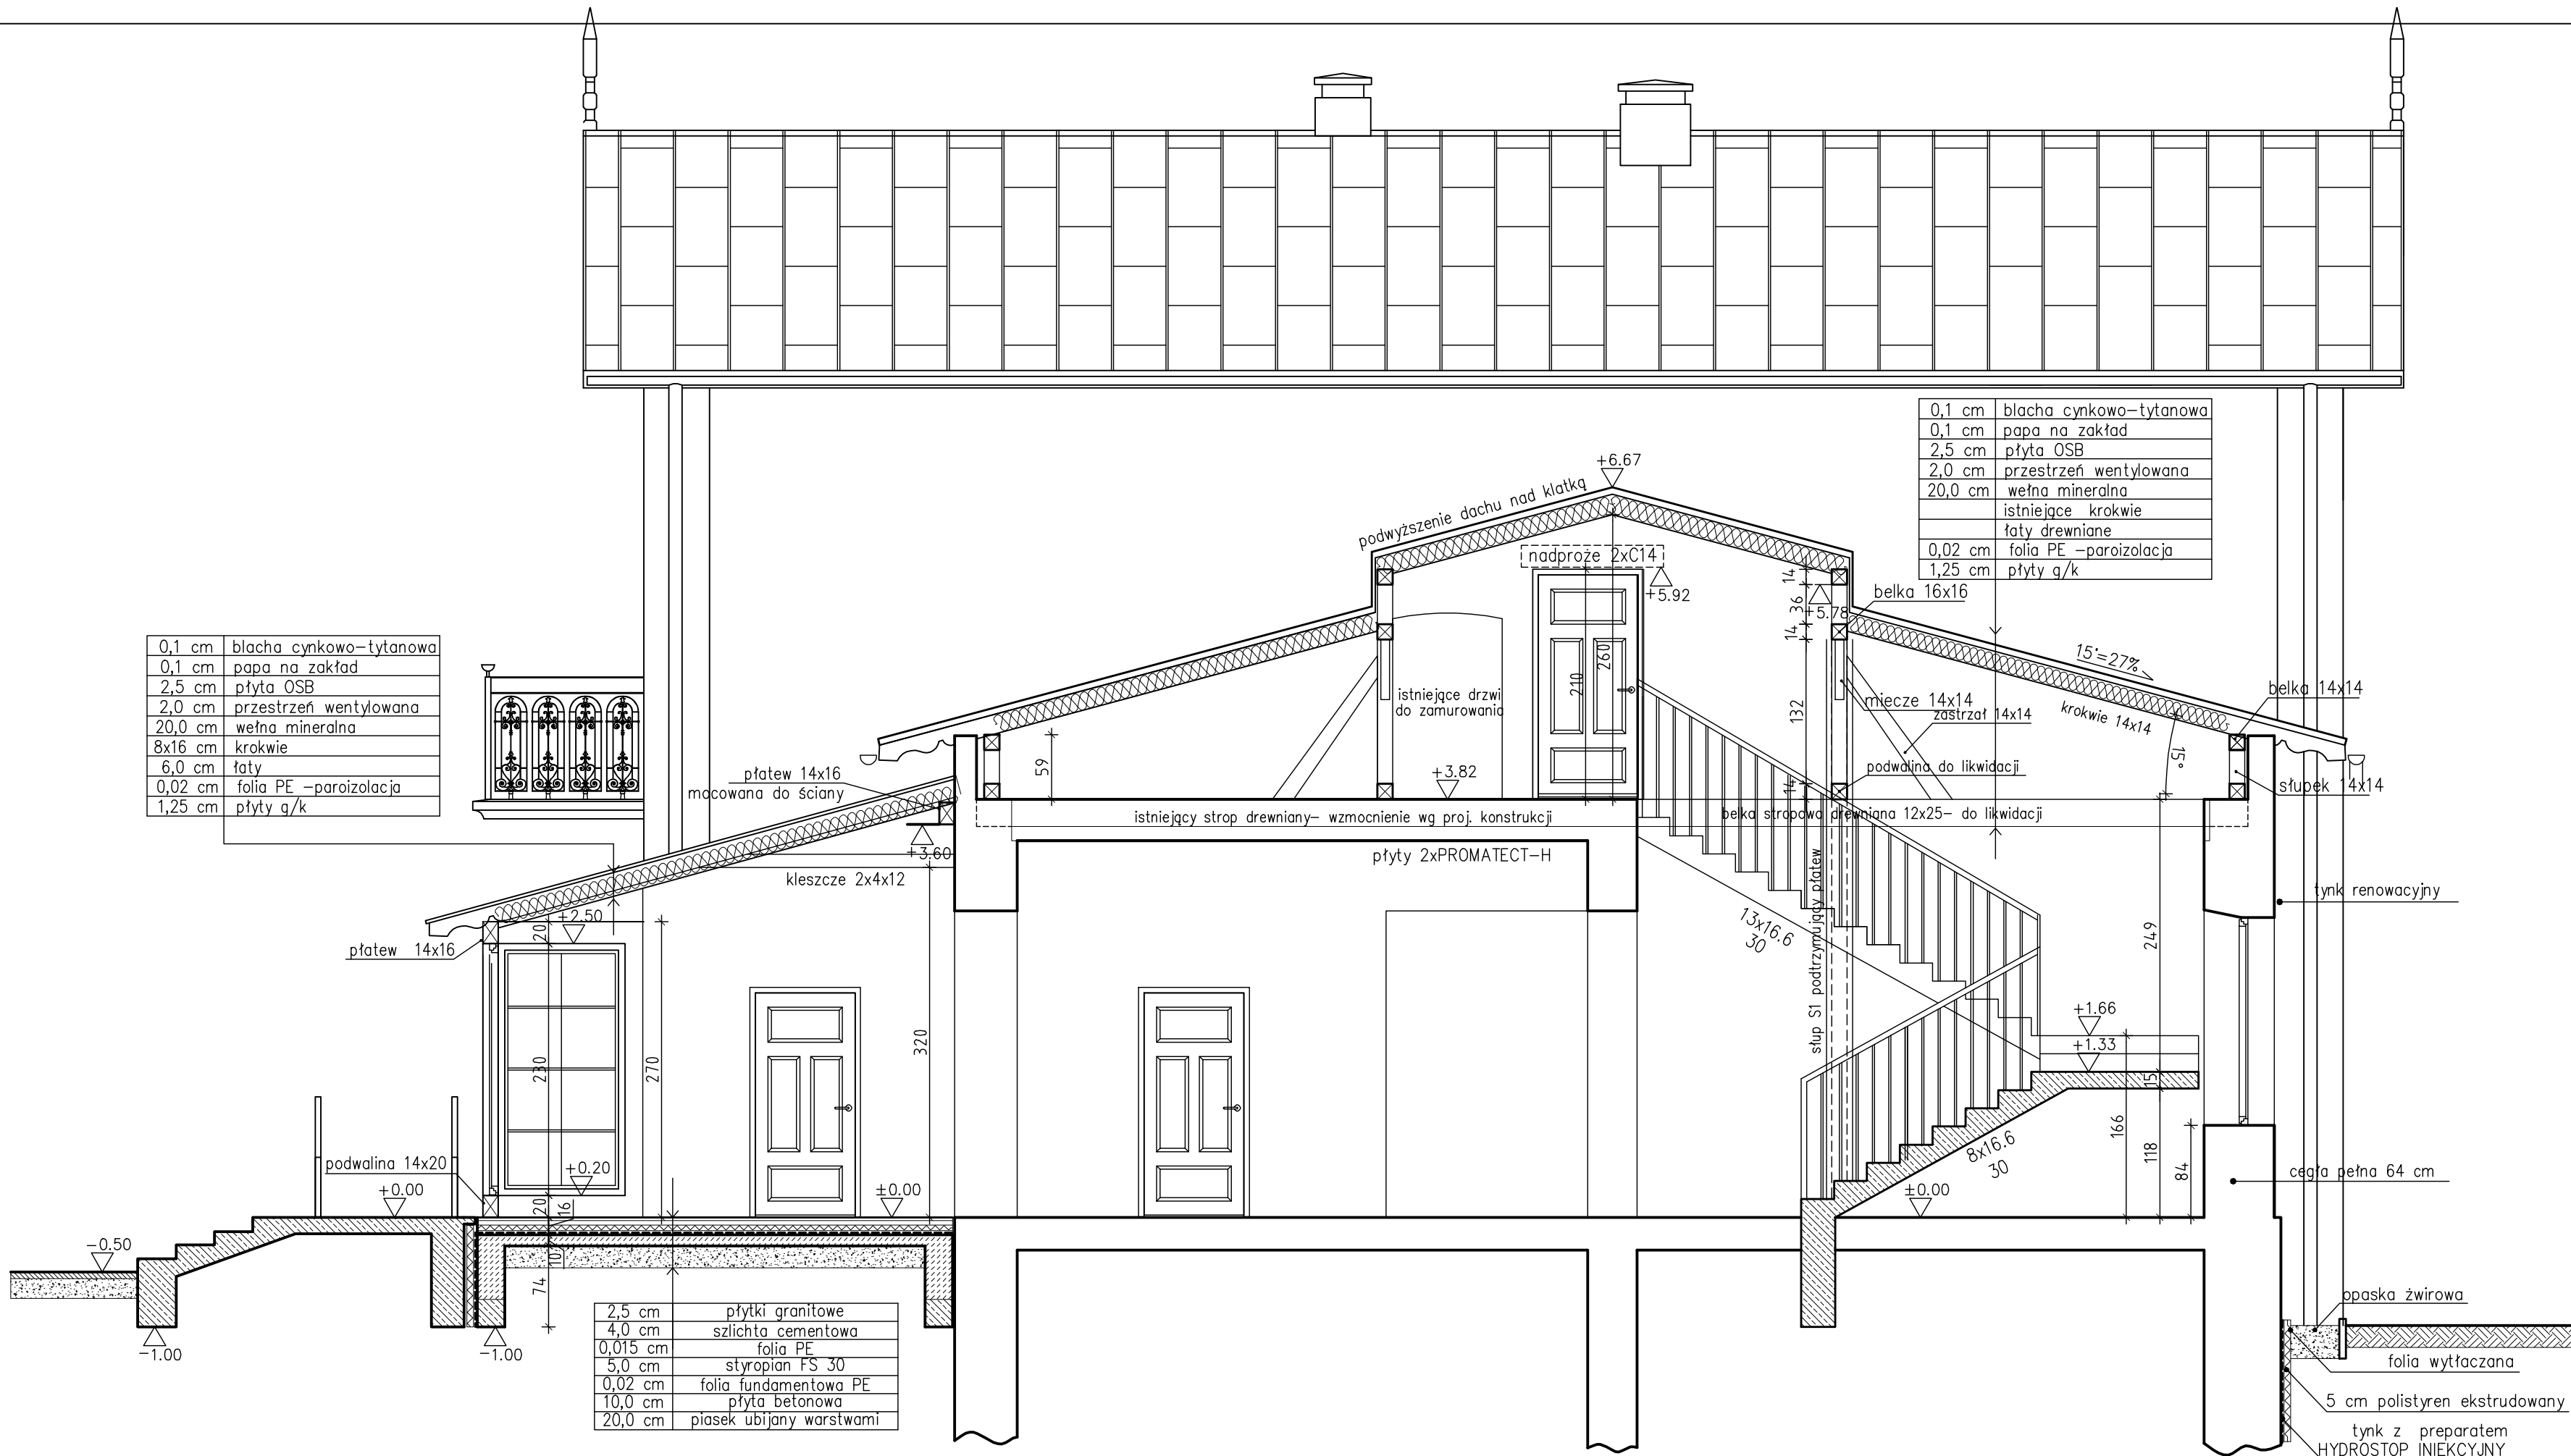 0,1 cm blacha cynkowo-tytanowa
0,1 cm papa na zakład
2,5 cm płyta OSB
2,0 cm przestrzeń wentylowana
20,0 cm wełna mineralna
istniejące krokwie
łaty drewniane
0,02 cm folia PE -paroizolacja
1,25 cm płyty g/k
+6.67
podwyższenie dachu nad klatką
nadproże 2xC14
+5.92
14
36
14
132
14
+5.78
belka 16x16
15°=27%
belka 14x14
krokwie 14x14
15°
słupek 14x14
miecze 14x14
zastrzał 14x14
podwalina do likwidacji
210
260
istniejące drzwi
do zamurowania
+3.82
59
0,1 cm blacha cynkowo-tytanowa
0,1 cm papa na zakład
2,5 cm płyta OSB
2,0 cm przestrzeń wentylowana
20,0 cm wełna mineralna
8x16 cm krokwie
6,0 cm łaty
0,02 cm folia PE -paroizolacja
1,25 cm płyty g/k
płatew 14x16
mocowana do ściany
istniejący strop drewniany- wzmocnienie wg proj. konstrukcji
belka stropowa drewniana 12x25- do likwidacji
+3.60
płyty 2xPROMATECT-H
kleszcze 2x4x12
tynk renowacyjny
płatew 14x16
+2.50
20
230
270
320
13x16.6
30
słup S1 podtrzymujący płatew
249
+1.66
+1.33
15
166
118
84
8x16.6
30
cegła pełna 64 cm
podwalina 14x20
+0.00
+0.20
±0.00
±0.00
20
16
10
74
-0.50
-1.00
-1.00
2,5 cm płytki granitowe
4,0 cm szlichta cementowa
0,015 cm folia PE
5,0 cm styropian FS 30
0,02 cm folia fundamentowa PE
10,0 cm płyta betonowa
20,0 cm piasek ubijany warstwami
opaska żwirowa
folia wytłaczana
5 cm polistyren ekstrudowany
tynk z preparatem
HYDROSTOP INIEKCYJNY